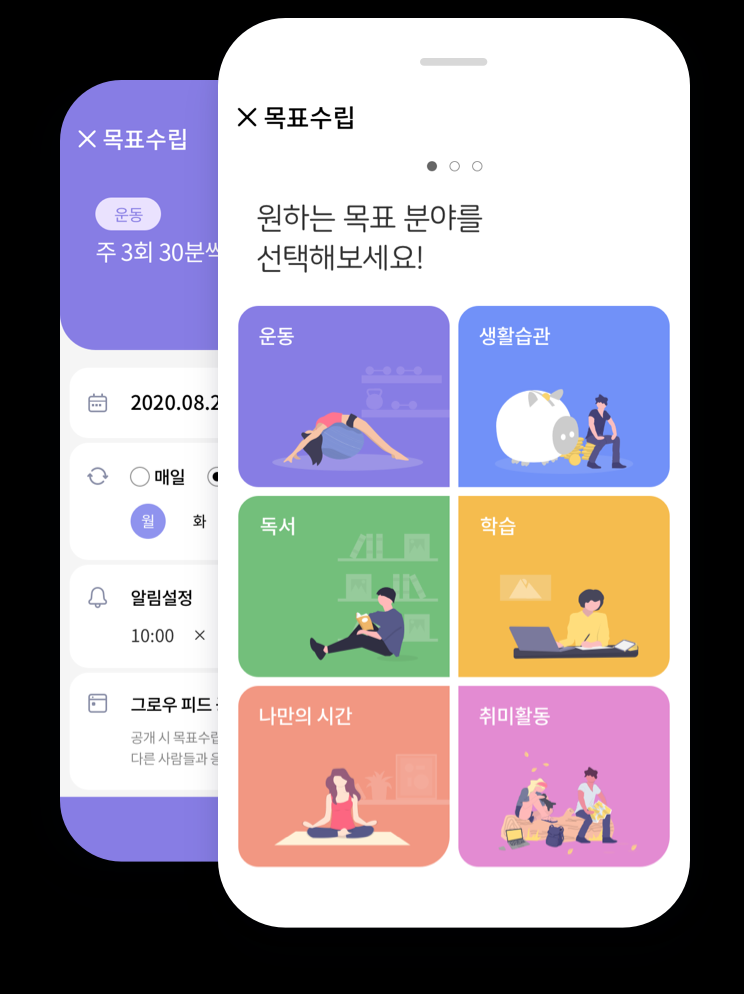 목표수립
운동
주 3회 30분씩
2020.08.2
매일
월 화
알림설정
10:00 ×
그로우 피드
공개 시 목표수립
다른 사람들과
목표수립
원하는 목표 분야를
선택해보세요!
운동
생활습관
독서
학습
나만의 시간
취미활동